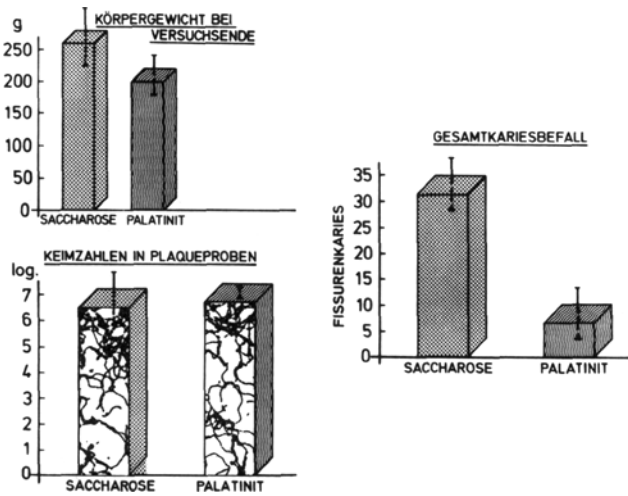 g
KÖRPERGEWICHT BEI
VERSUCHSENDE
250
200
150
100
50
0
SACCHAROSE PALATINIT
KEIMZAHLEN IN PLAQUEPROBEN
log.
7
6
5
4
3
2
1
0
SACCHAROSE PALATINIT
GESAMTKARIESBEFALL
FISSURENKARIES
35
30
25
20
15
10
5
0
SACCHAROSE PALATINIT